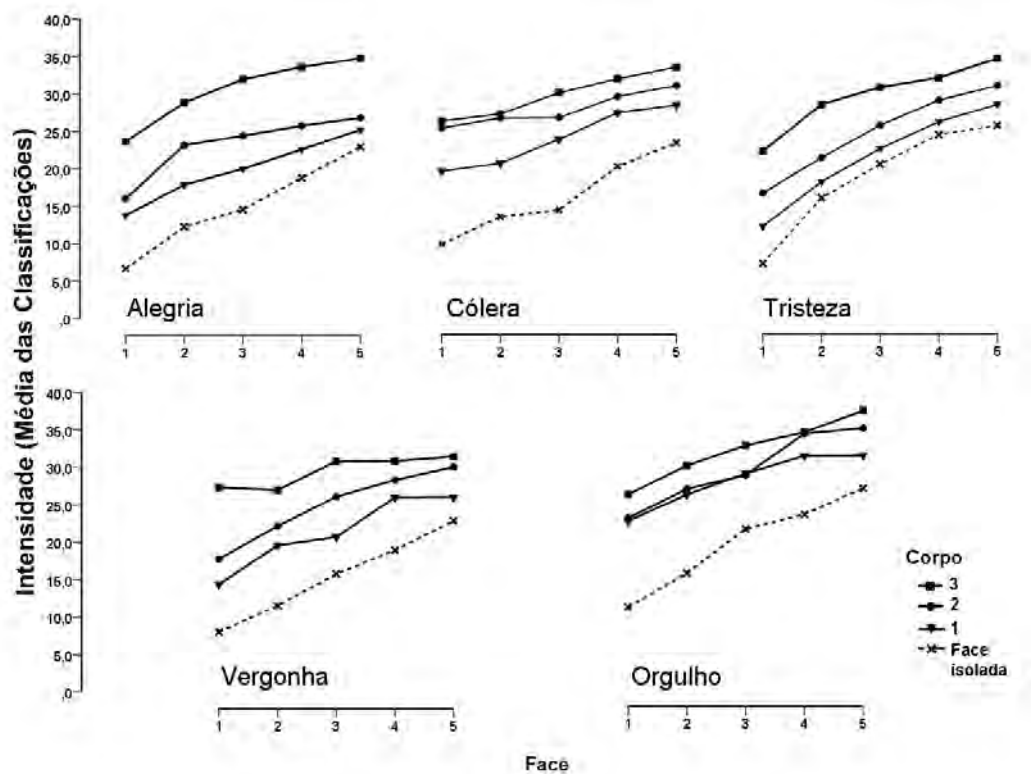 Intensidade (Média das Classificações)
40,0
35,0
30,0
25,0
20,0
15,0
10,0
5,0
,0
Alegria
1 2 3 4 5
Cólera
1 2 3 4 5
Tristeza
1 2 3 4 5
40,0
35,0
30,0
25,0
20,0
15,0
10,0
5,0
,0
Vergonha
1 2 3 4 5
Orgulho
1 2 3 4 5
Corpo
3
2
1
Face
isolada
Face